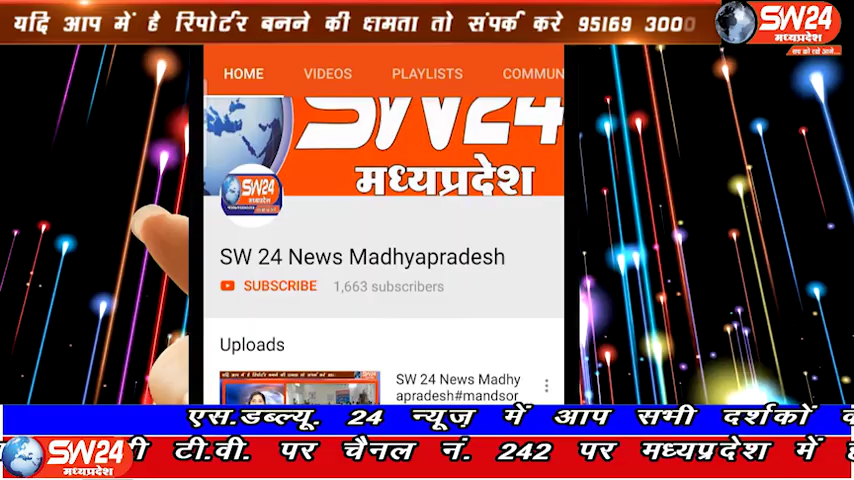 यदि आप में है रिपोर्टर बनने की क्षमता तो संपर्क करे 95169 3000
SW24
मध्यप्रदेश
HOME VIDEOS PLAYLISTS COMMUN
SW24
मध्यप्रदेश
SW24
SW 24 News Madhyapradesh
SUBSCRIBE 1,663 subscribers
Uploads
SW 24 News Madhy
apradesh#mandsor
एस.डब्ल्यू. 24 न्यूज़ में आप सभी दर्शकों
टी.वी. पर चैनल नं. 242 पर मध्यप्रदेश में
SW24
मध्यप्रदेश